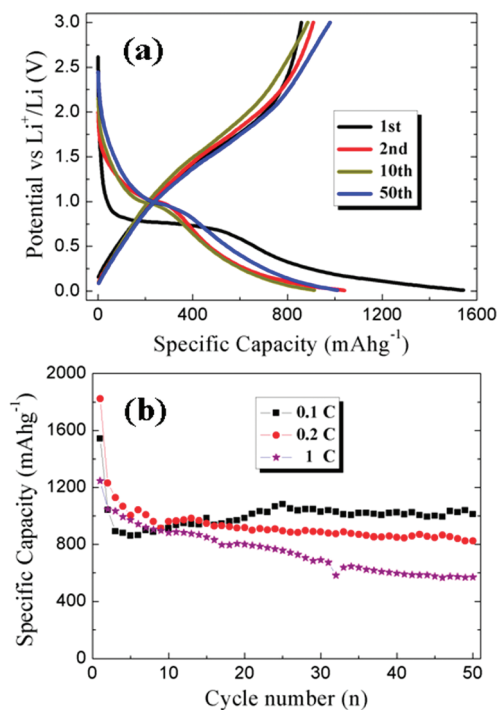 (a)
3.0
2.5
2.0
1.5
1.0
0.5
0.0
Potential vs Li⁺/Li (V)
1st
2nd
10th
50th
0 400 800 1200 1600
Specific Capacity (mAhg⁻¹)
(b)
2000
1600
1200
800
400
0
Specific Capacity (mAhg⁻¹)
0.1 C
0.2 C
1 C
0 10 20 30 40 50
Cycle number (n)